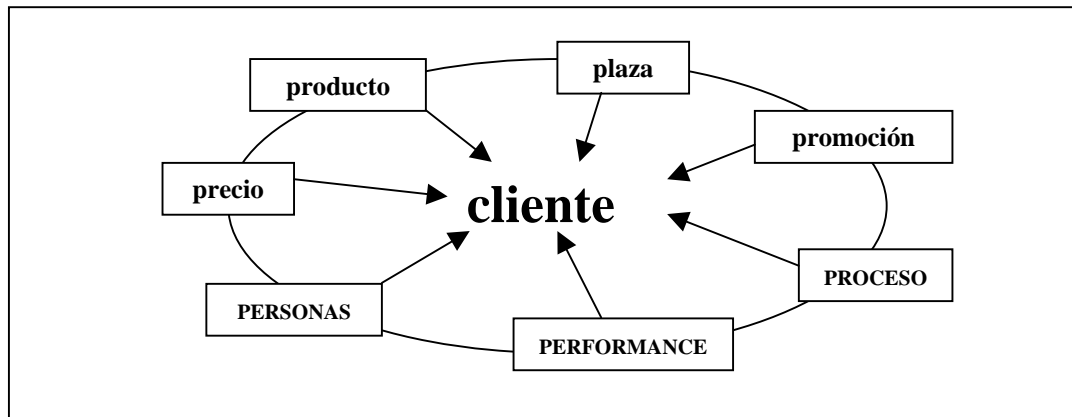 plaza
producto
promoción
precio
cliente
PROCESO
PERSONAS
PERFORMANCE